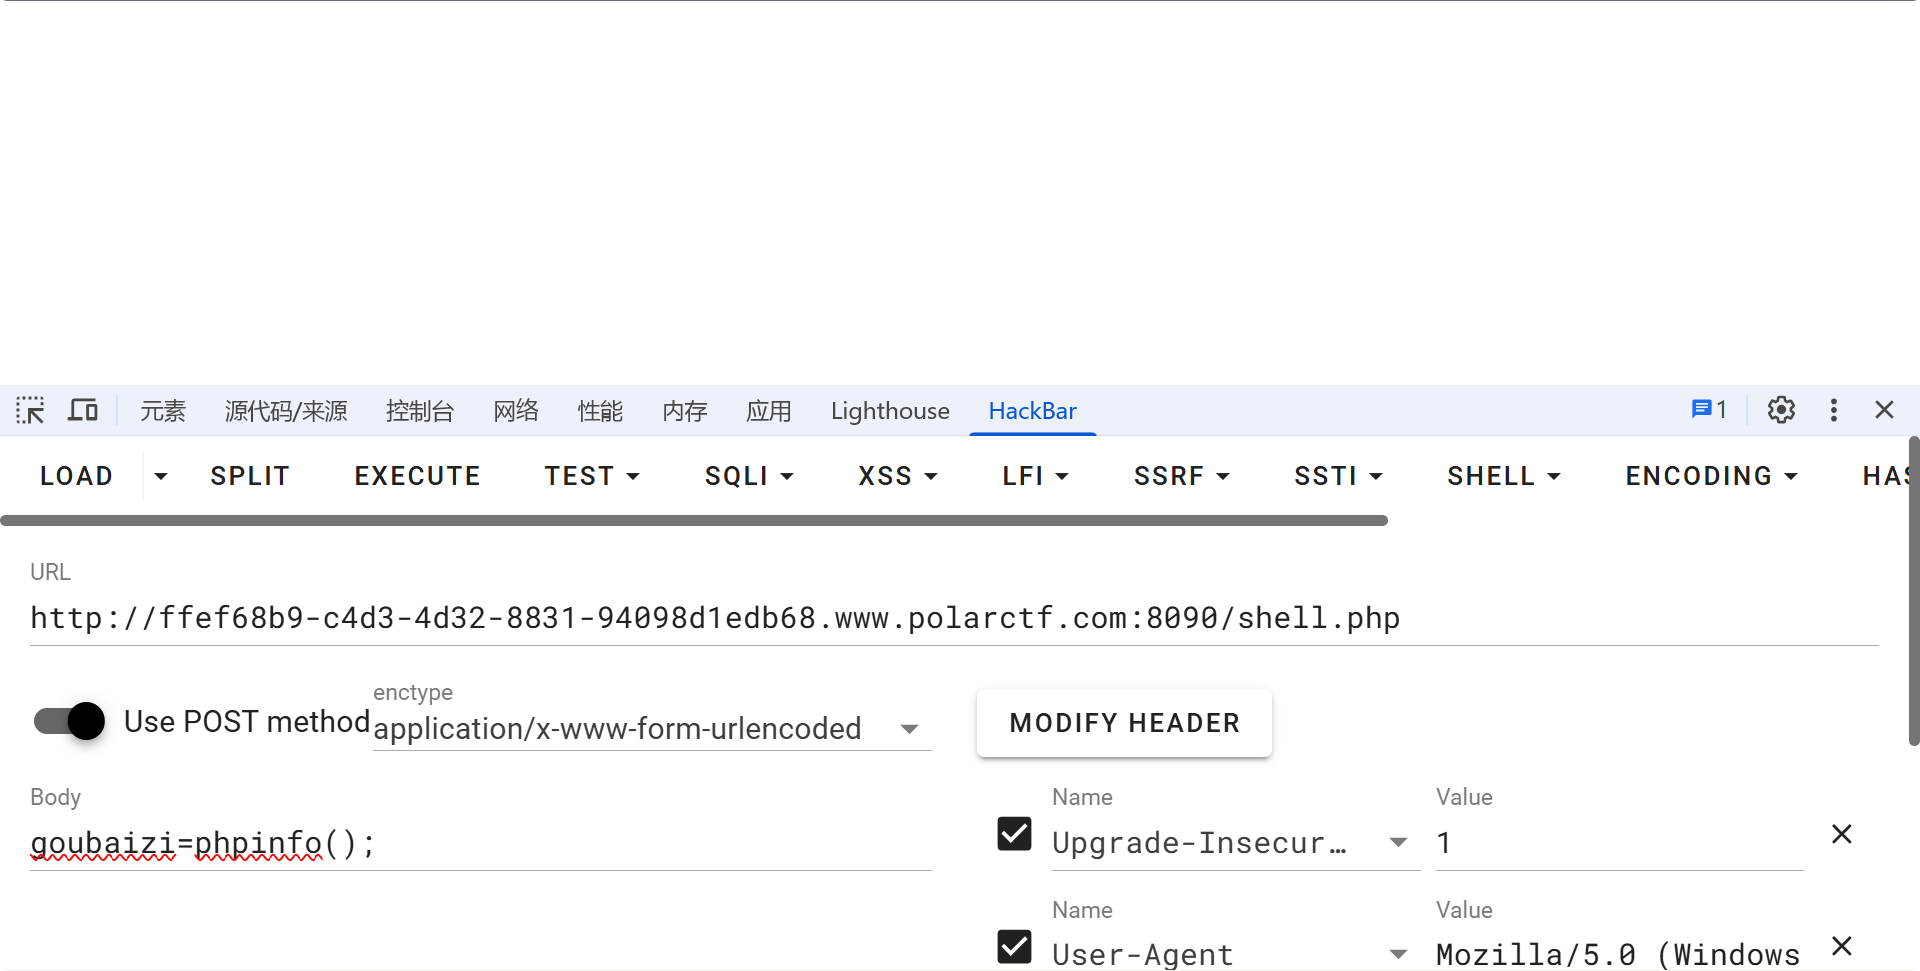 元素 源代码/来源 控制台 网络 性能 内存 应用 Lighthouse HackBar 1
LOAD SPLIT EXECUTE TEST SQLI XSS LFI SSRF SSTI SHELL ENCODING HAS
URL
http://ffef68b9-c4d3-4d32-8831-94098d1edb68.www.polarctf.com:8090/shell.php
enctype
Use POST method application/x-www-form-urlencoded MODIFY HEADER
Body Name Value
goubaizi=phpinfo(); Upgrade-Insecur… 1
Name Value
User-Agent Mozilla/5.0 (Windows